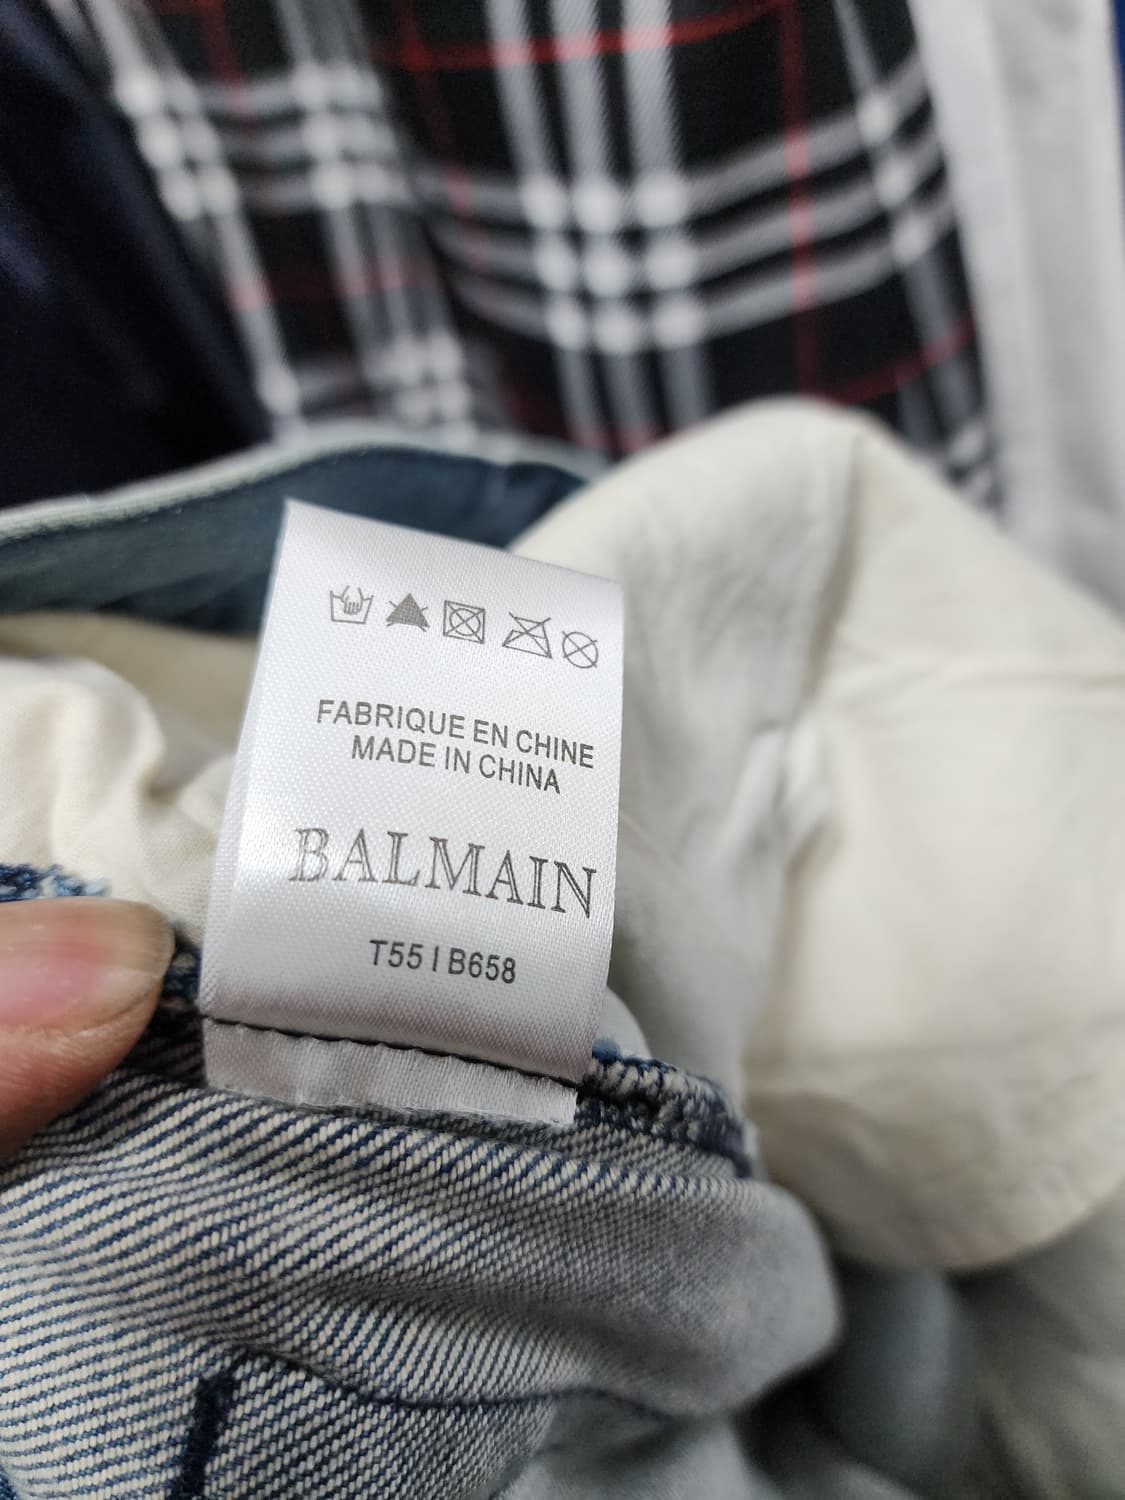 FABRIQUE EN CHINE
MADE IN CHINA
BALMAIN
T55 I B658